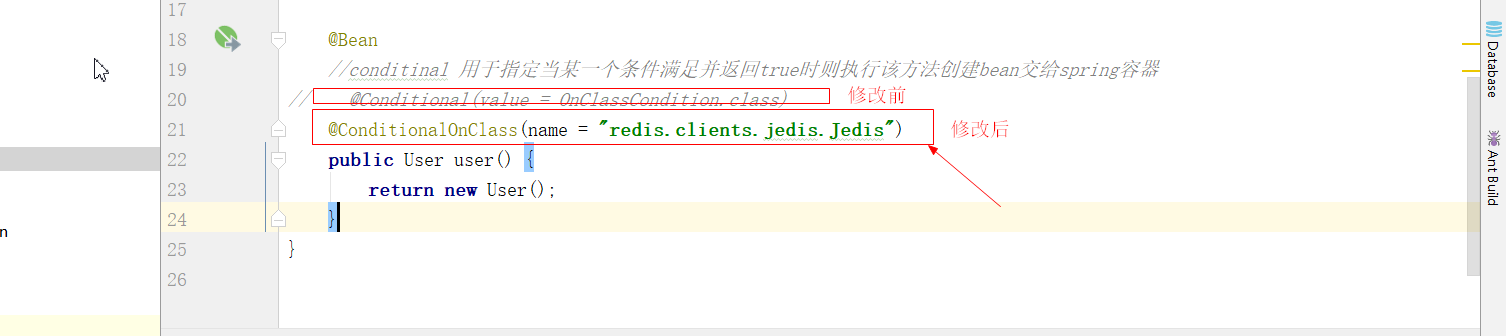 17
18 @Bean
19 //conditinal 用于指定当某一个条件满足并返回true时则执行该方法创建bean交给spring容器
20 // @Conditional(value = OnClassCondition.class) 修改前
21 @ConditionalOnClass(name = "redis.clients.jedis.Jedis") 修改后
22 public User user() {
23 return new User();
24 }
25 }
26
n
Database
Ant Build